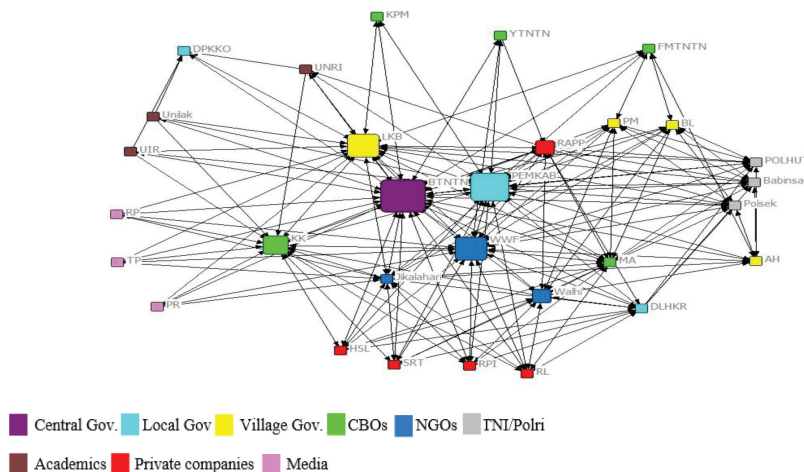 KPM
YTNTN
FMTNTN
DPKKO
UNRI
Unilak
PM
BL
LKB
RAPP
UIR
POLHUT
BTNTN
PEMKAB
Babinsa
Polsek
RP
KK
WWF
TP
MA
AH
Jikalahari
Walhi
PR
DLHKR
HSL
SRT
RPI
RL
Central Gov. Local Gov Village Gov. CBOs NGOs TNI/Polri
Academics Private companies Media